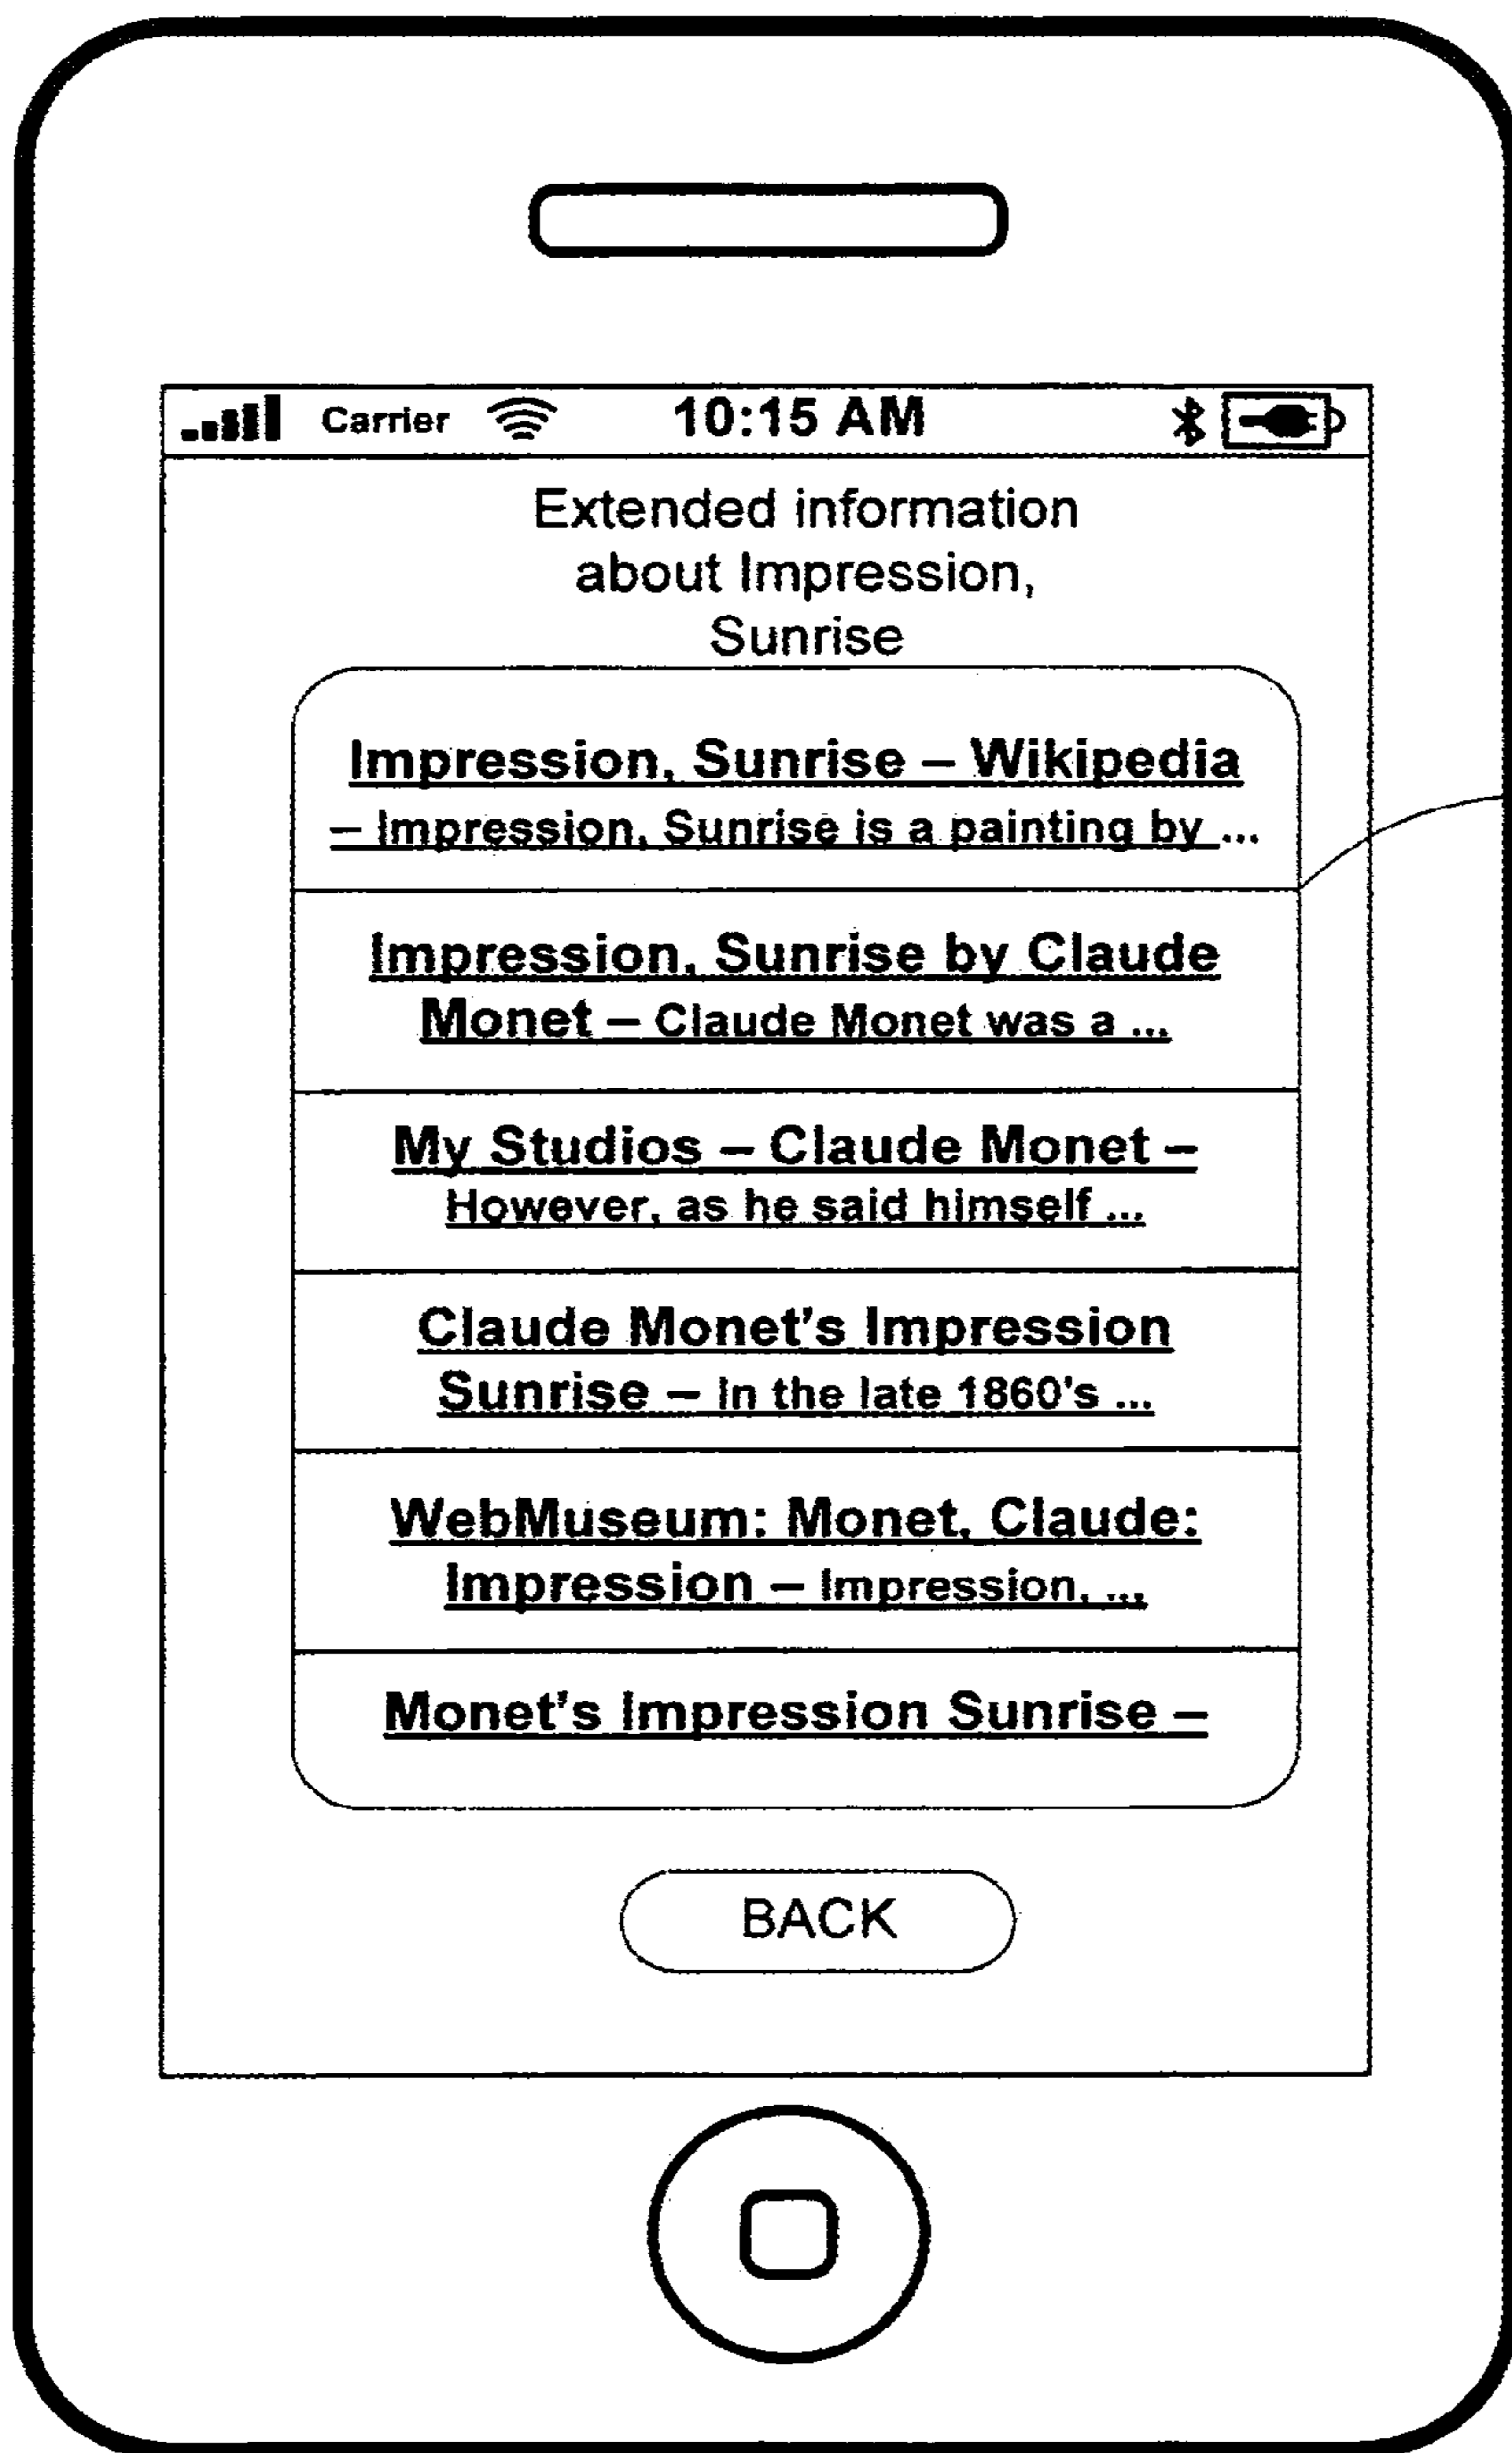 Carrier 10:15 AM
Extended information
about Impression,
Sunrise
Impression, Sunrise – Wikipedia
– Impression, Sunrise is a painting by ...
Impression, Sunrise by Claude
Monet – Claude Monet was a ...
My Studios – Claude Monet –
However, as he said himself ...
Claude Monet's Impression
Sunrise – In the late 1860's ...
WebMuseum: Monet, Claude:
Impression – Impression, ...
Monet's Impression Sunrise –
BACK